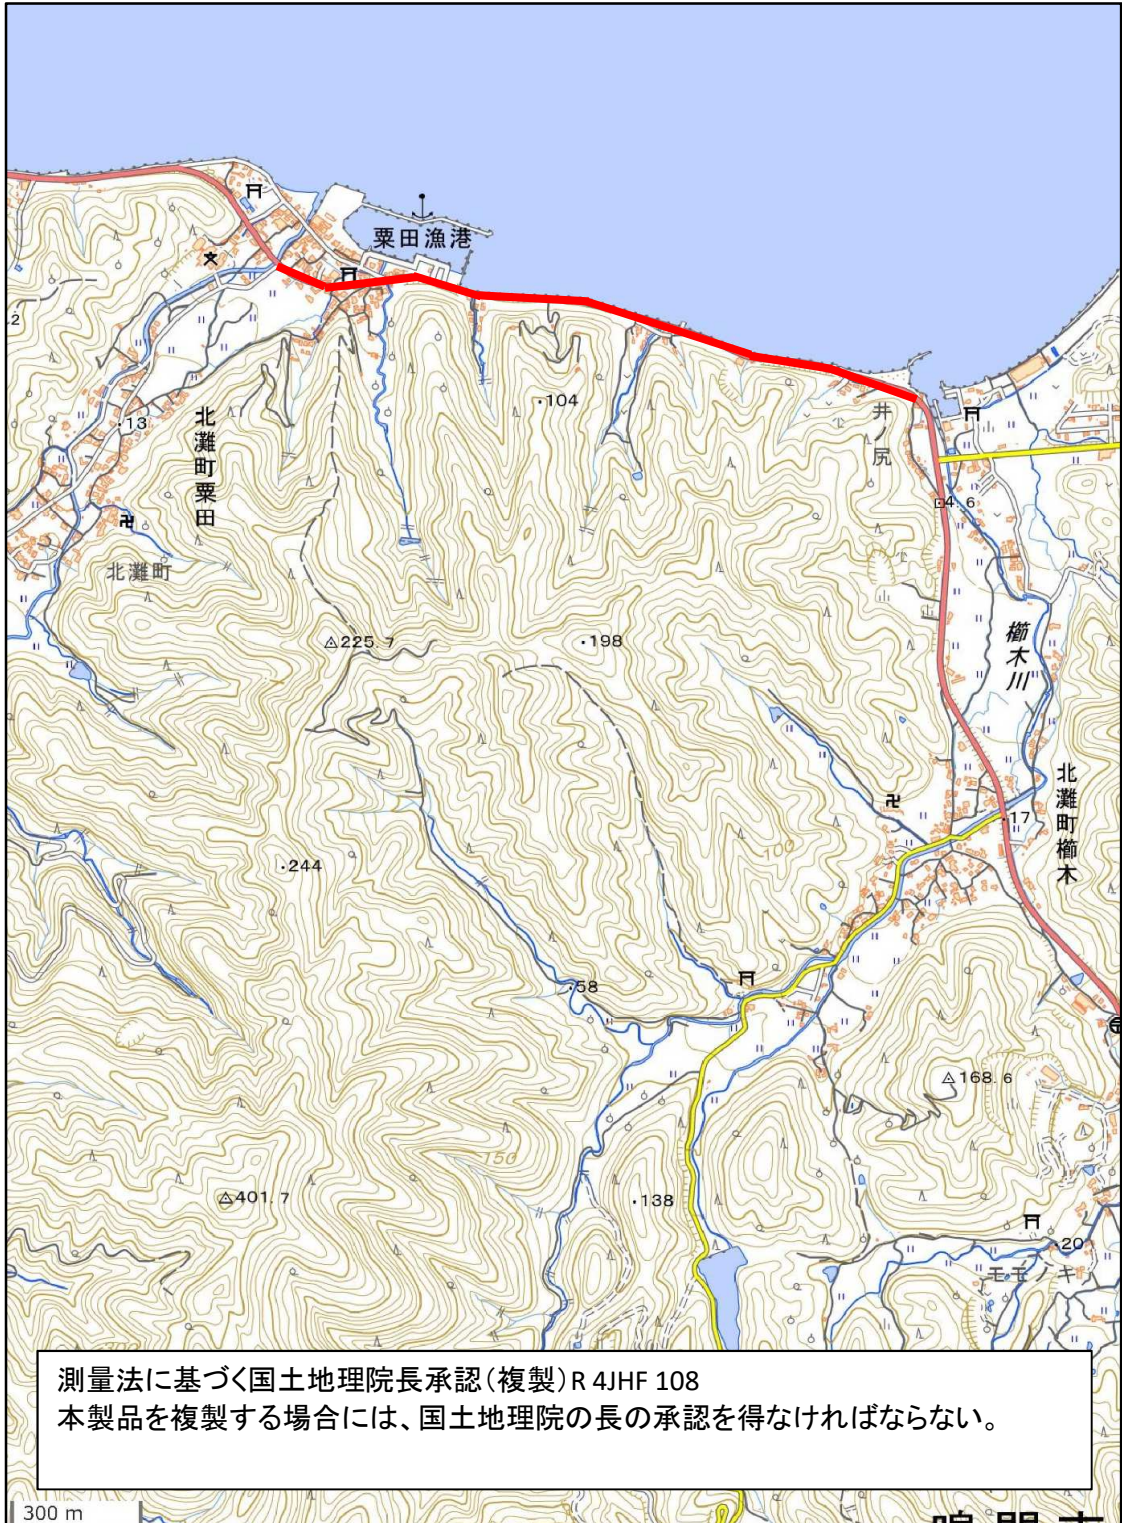 粟田漁港
2
104
井ノ尻
13
北灘町粟田
4.6
北灘町
225.7
198
櫛木川
北灘町櫛木
17
100
244
58
168.6
150
401.7
138
20
モモノキ
測量法に基づく国土地理院長承認(複製)R 4JHF 108
本製品を複製する場合には、国土地理院の長の承認を得なければならない。
300 m